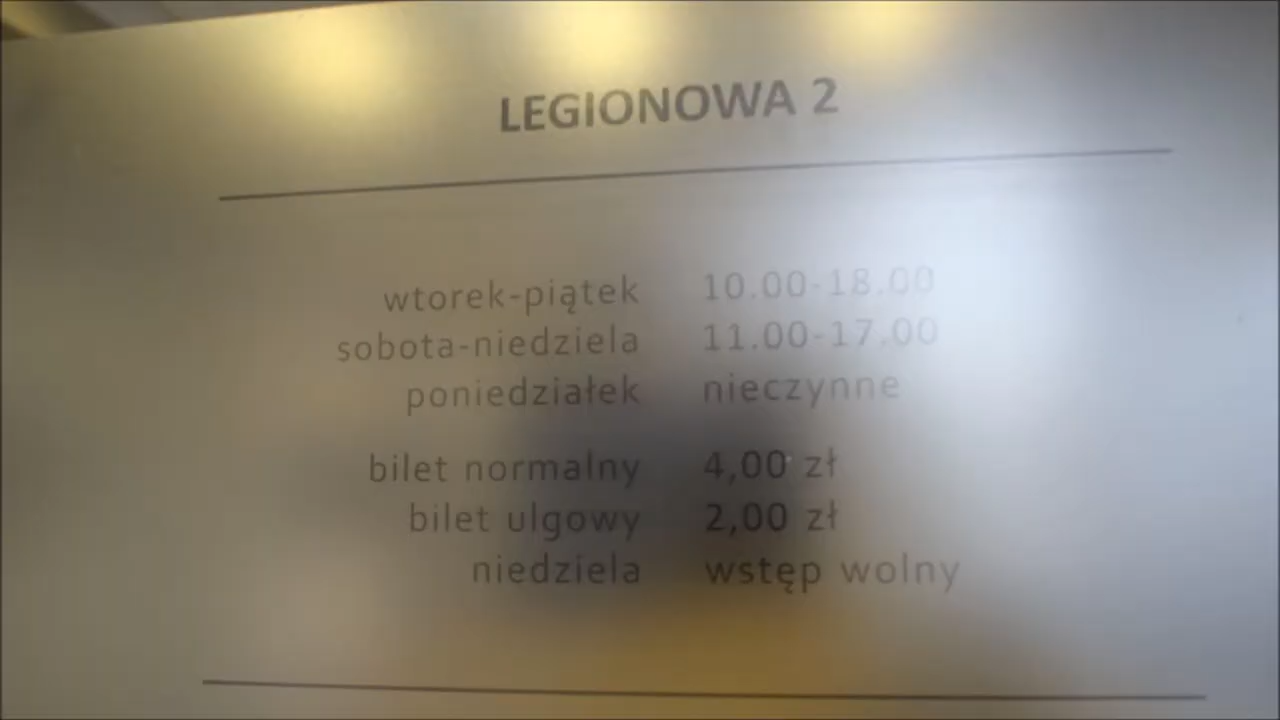 LEGIONOWA 2
wtorek-piątek 10.00-18.00
sobota-niedziela 11.00-17.00
poniedziałek nieczynne
bilet normalny 4,00 zł
bilet ulgowy 2,00 zł
niedziela wstęp wolny